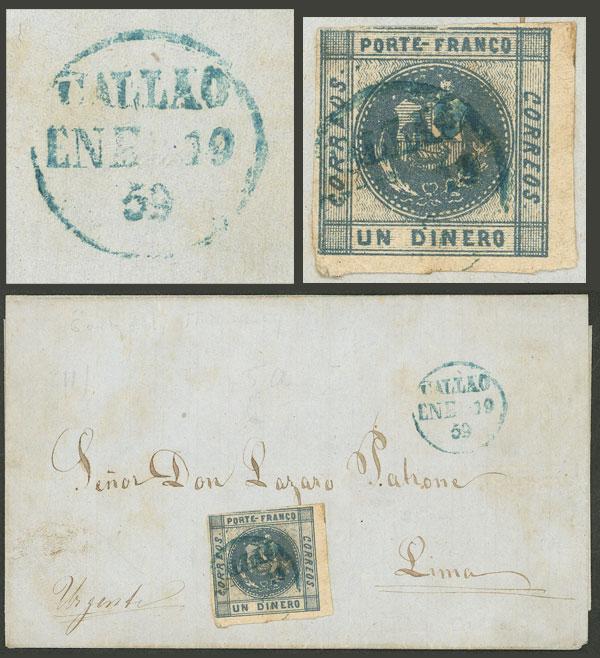 CALLAO
ENE 19
59
PORTE-FRANCO
CORREOS.
CORREOS
UN DINERO
CALLAO
ENE 19
59
Señor Don Lazaro Patrone
PORTE-FRANCO
CORREOS.
CORREOS
UN DINERO
Lima
Urgente